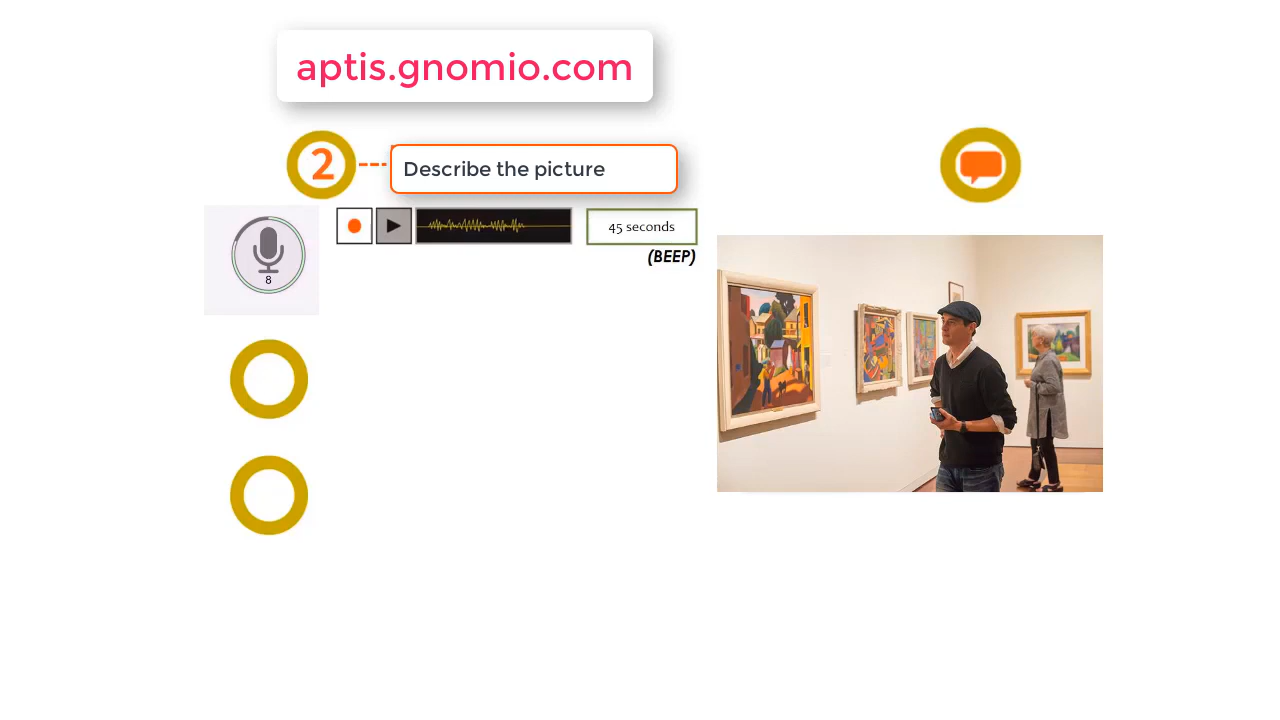 aptis.gnomio.com
2
Describe the picture
45 seconds
(BEEP)
8